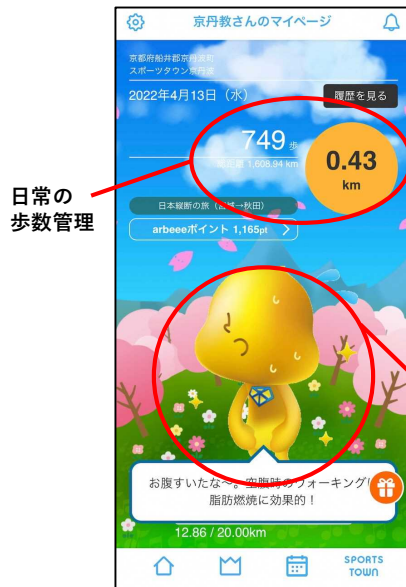 京丹教さんのマイページ
京都府船井郡京丹波町
スポーツタウン京丹波
2022年4月13日（水）
履歴を見る
749 歩
1,608.94 km
0.43
km
日常の
歩数管理
日本縦断の旅（宮城→秋田）
arbeeeポイント 1,165pt
お腹すいたな〜。空腹時のウォーキング
脂肪燃焼に効果的！
12.86 / 20.00km
SPORTS
TOWN